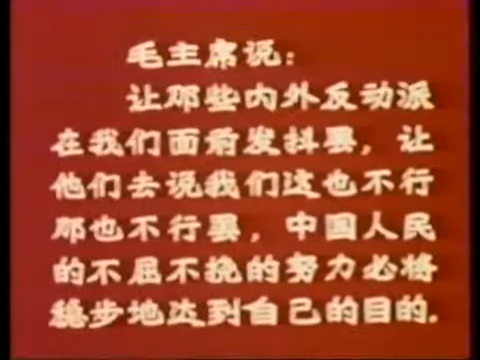 毛主席说：
让那些内外反动派
在我们面前发抖罢，让
他们去说我们这也不行
那也不行罢，中国人民
的不屈不挠的努力必将
稳步地达到自己的目的.